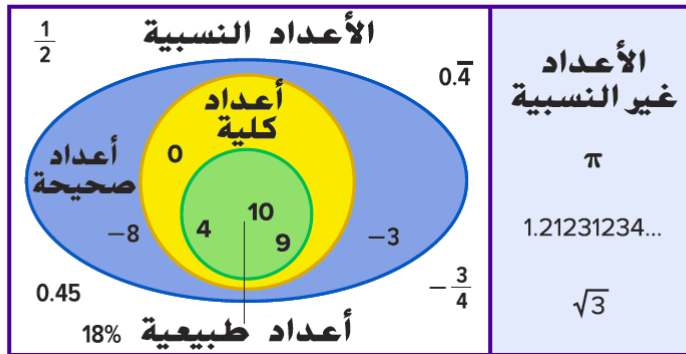 الأعداد النسبية
1/2
0.4̅
أعداد
كلية
0
أعداد
صحيحة
−8
4
10
9
−3
0.45
−3/4
أعداد طبيعية
18%
الأعداد
غير النسبية
π
1.21231234...
√3